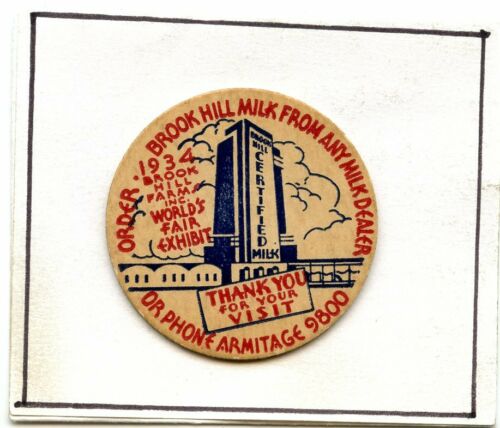 ORDER BROOK HILL MILK FROM ANY MILK DEALER
OR PHONE ARMITAGE 9800
·1934
BROOK
HILL
FARMS
INC.
WORLD'S
FAIR
EXHIBIT
BROOK
HILL
CERTIFIED
MILK
THANK YOU
FOR YOUR
VISIT